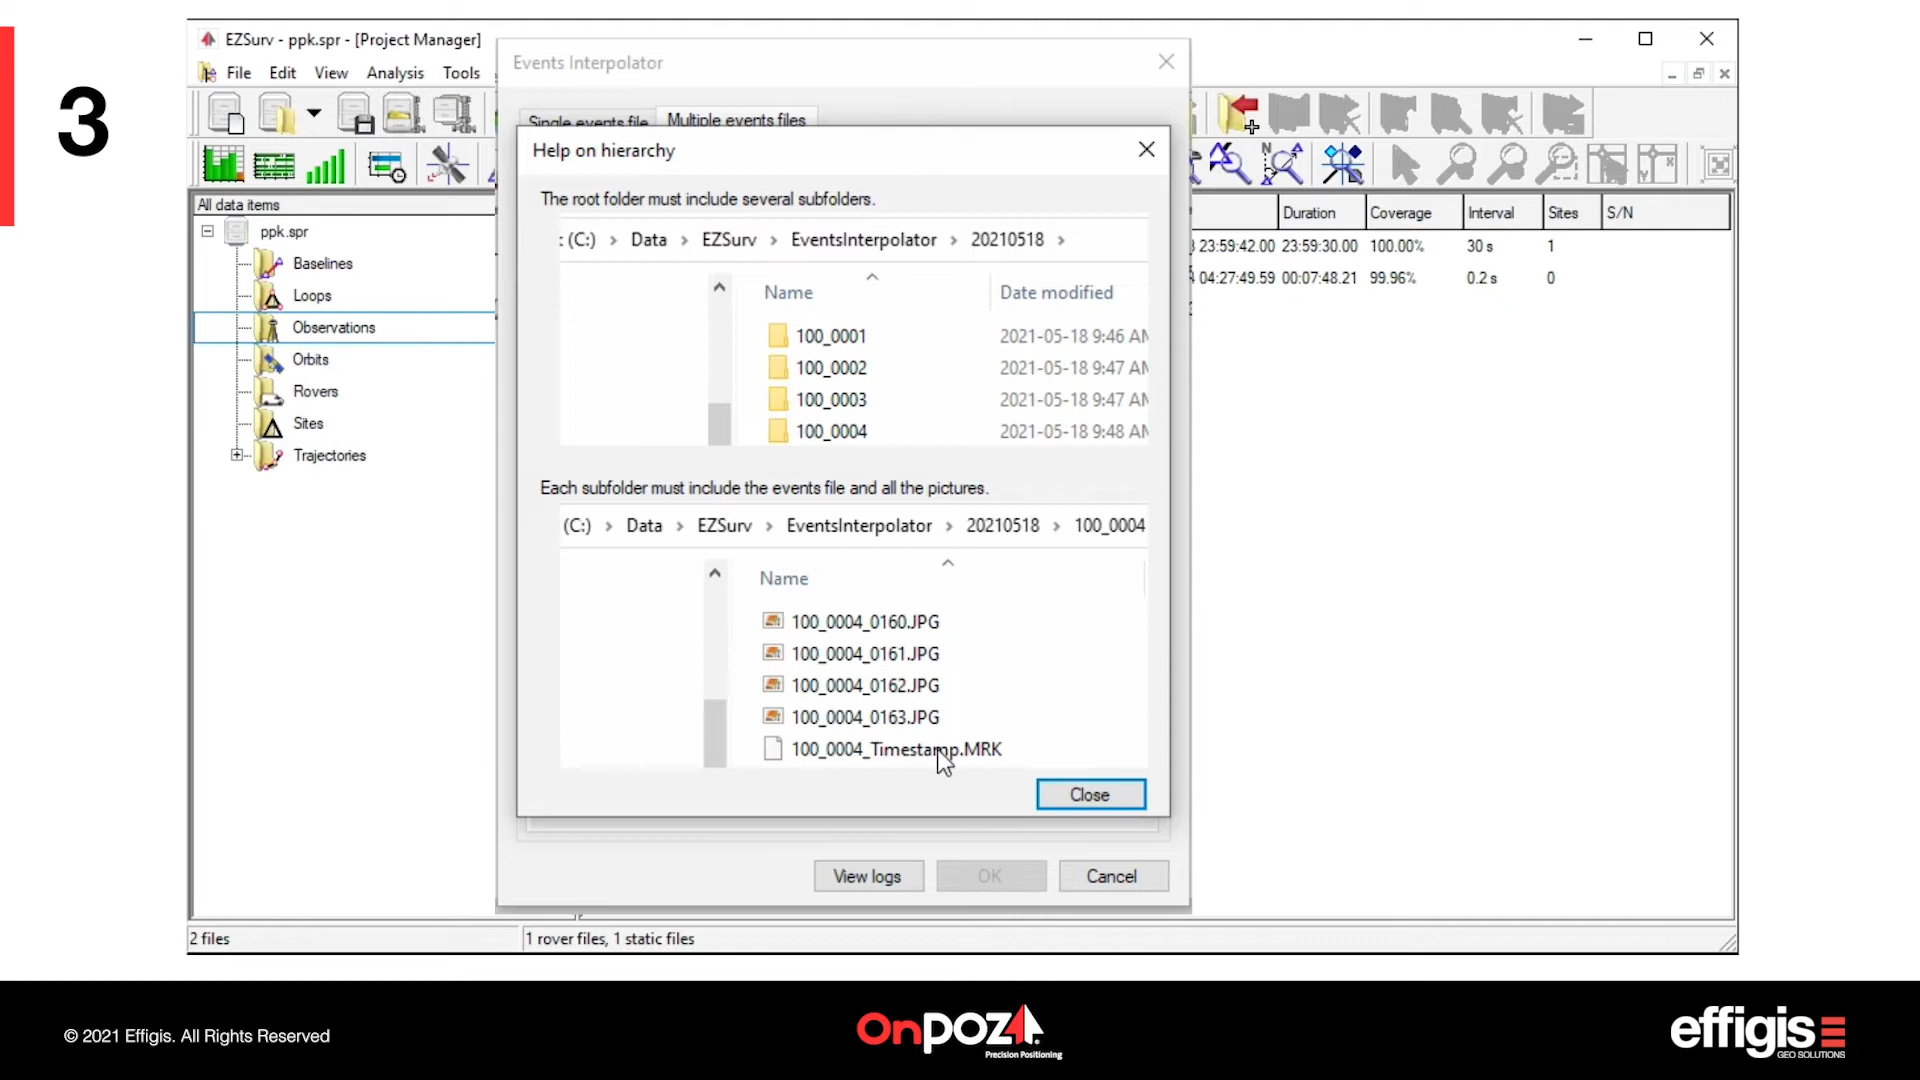 3
EZSurv - ppk.spr - [Project Manager]
File Edit View Analysis Tools
Events Interpolator
Single events file Multiple events files
Help on hierarchy
The root folder must include several subfolders.
: (C:) > Data > EZSurv > EventsInterpolator > 20210518 >
Name Date modified
100_0001 2021-05-18 9:46 AM
100_0002 2021-05-18 9:47 AM
100_0003 2021-05-18 9:47 AM
100_0004 2021-05-18 9:48 AM
Each subfolder must include the events file and all the pictures.
(C:) > Data > EZSurv > EventsInterpolator > 20210518 > 100_0004
Name
100_0004_0160.JPG
100_0004_0161.JPG
100_0004_0162.JPG
100_0004_0163.JPG
100_0004_Timestamp.MRK
Close
View logs OK Cancel
All data items
ppk.spr
Baselines
Loops
Observations
Orbits
Rovers
Sites
Trajectories
Duration Coverage Interval Sites S/N
23:59:42.00 23:59:30.00 100.00% 30 s 1
04:27:49.59 00:07:48.21 99.96% 0.2 s 0
2 files 1 rover files, 1 static files
© 2021 Effigis. All Rights Reserved
Onpoz
Precision Positioning
effigis
GEO SOLUTIONS